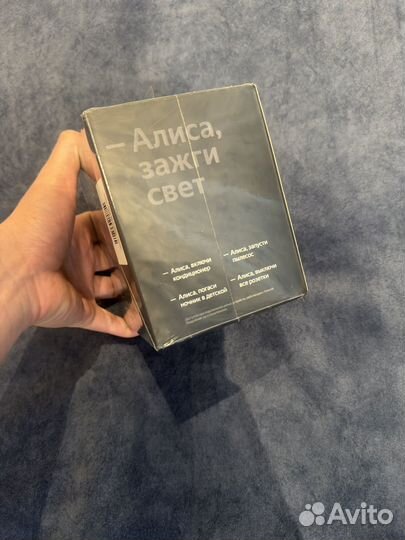 – Алиса,
зажги
свет
– Алиса, включи
кондиционер
– Алиса, запусти
пылесос
– Алиса, погаси
ночник в детской
– Алиса, выключи
все розетки
Avito